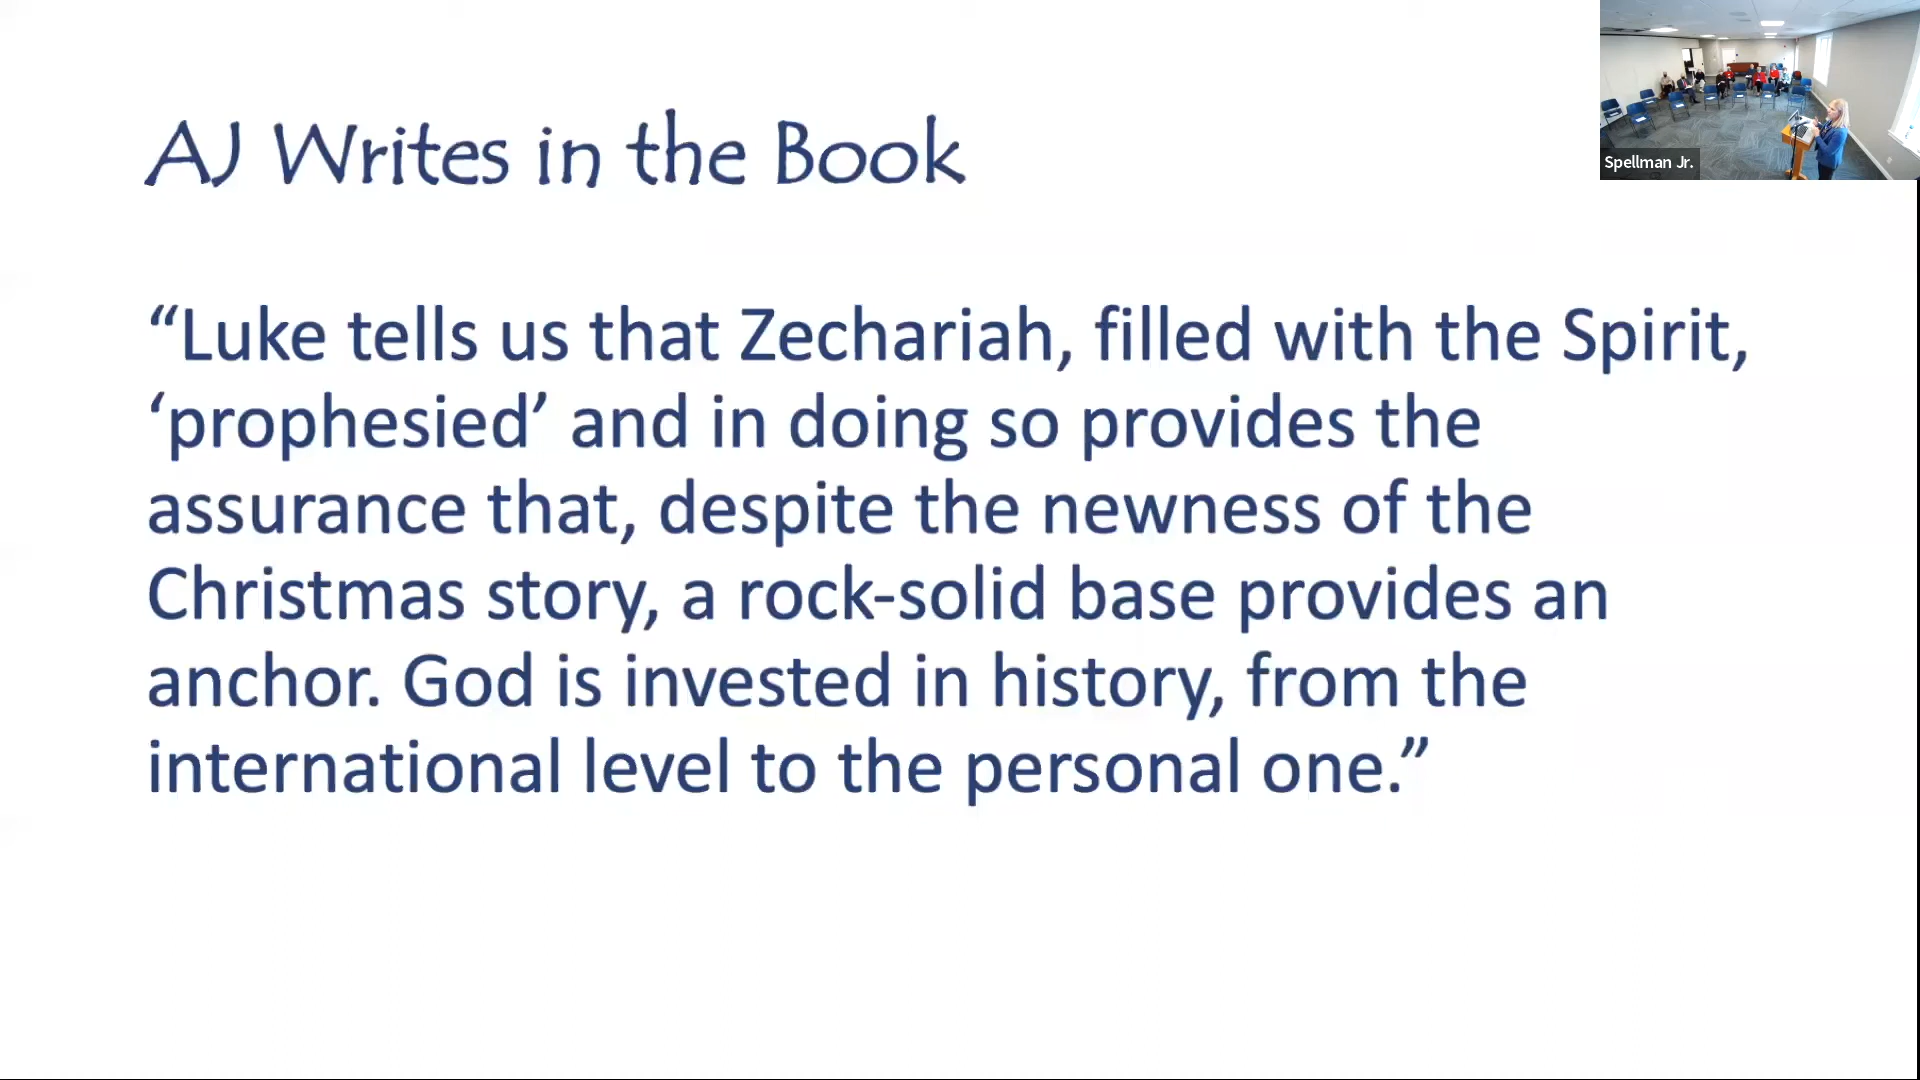 AJ Writes in the Book
“Luke tells us that Zechariah, filled with the Spirit,
‘prophesied’ and in doing so provides the
assurance that, despite the newness of the
Christmas story, a rock-solid base provides an
anchor. God is invested in history, from the
international level to the personal one.”
Spellman Jr.